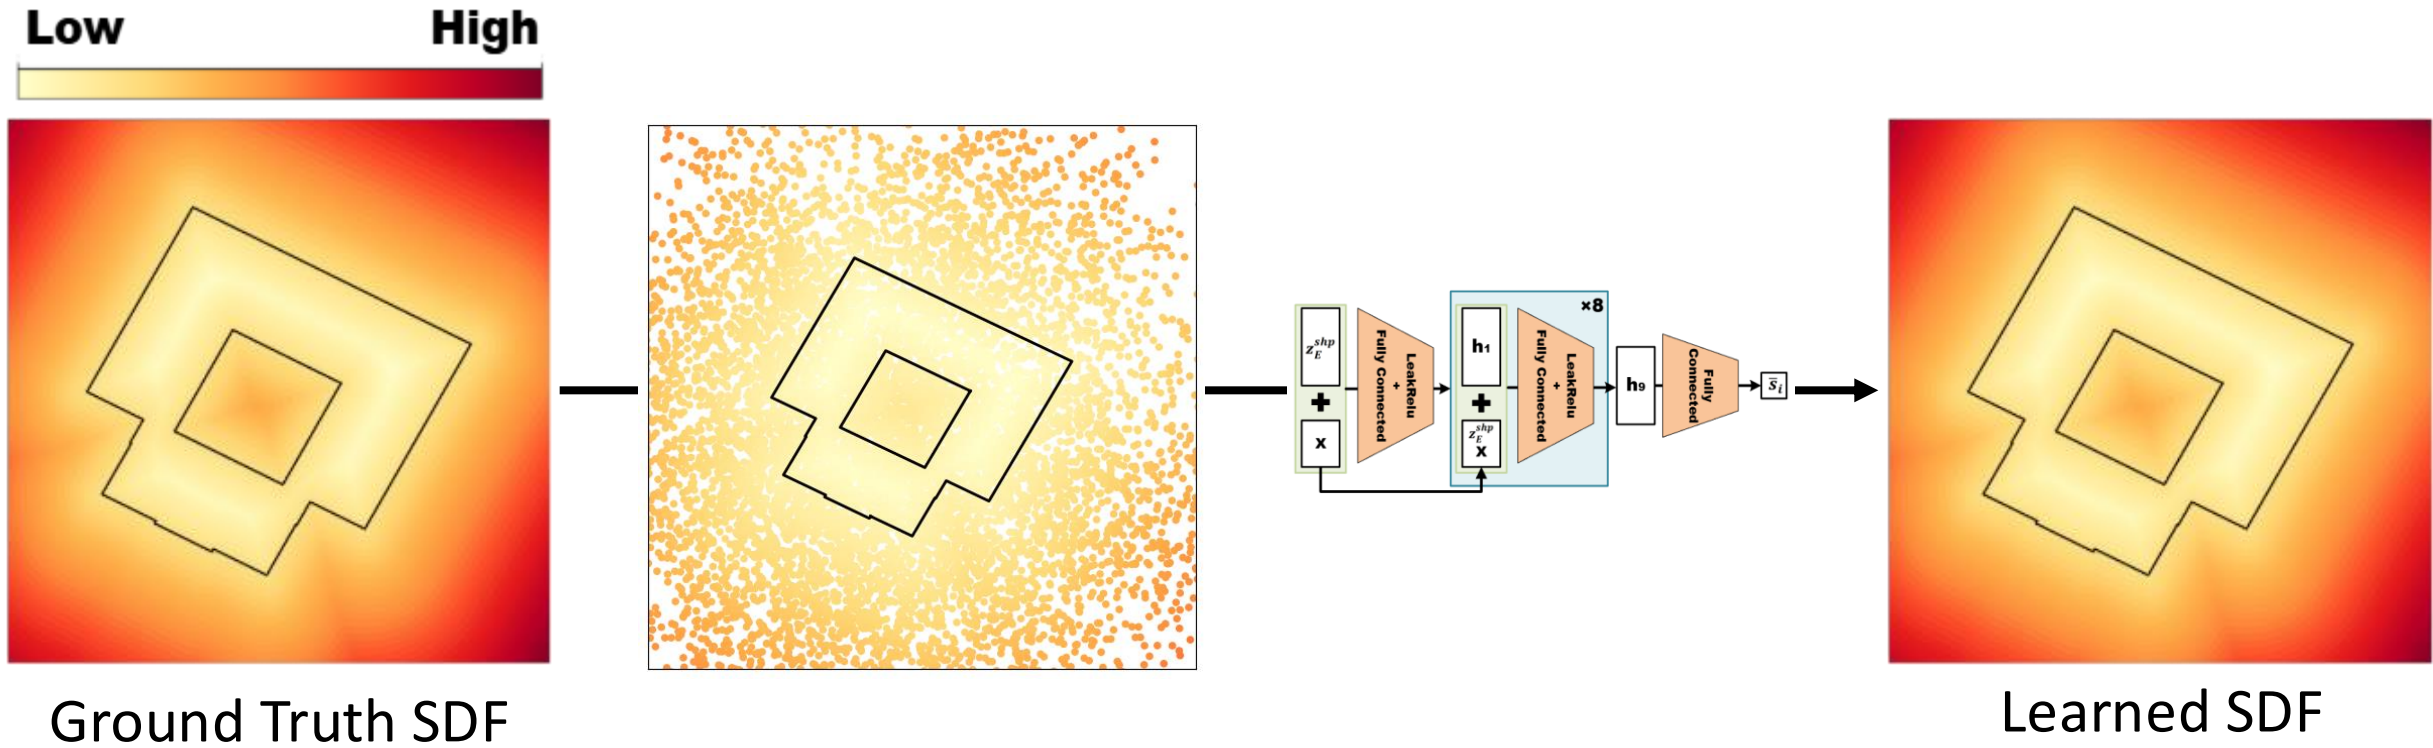 Low High
×8
z_E^{shp}
+
x
Fully Connected
+
LeakRelu
h₁
+
z_E^{shp}
x
Fully Connected
+
LeakRelu
h₉
Fully
Connected
s̅ᵢ
Ground Truth SDF
Learned SDF